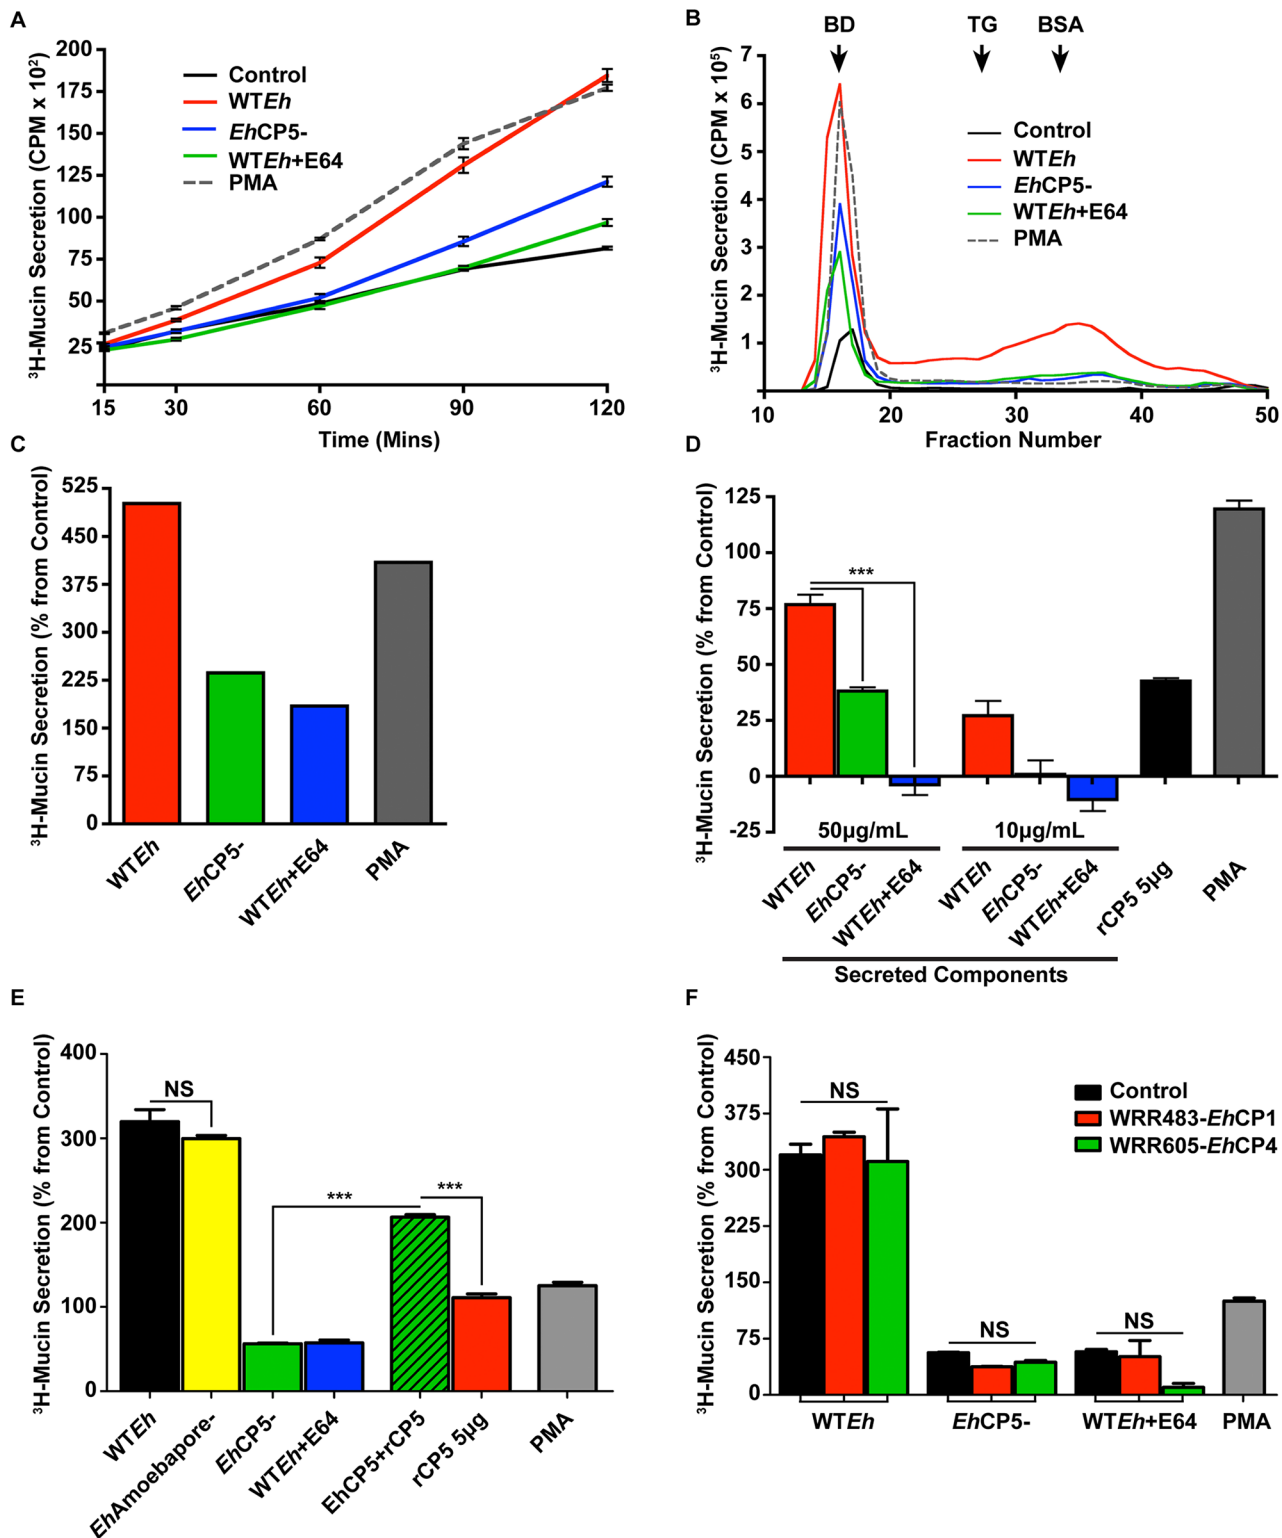 A
³H-Mucin Secretion (CPM x 10²)
200
175
150
125
100
75
50
25
15
30
60
90
120
Time (Mins)
Control
WTEh
EhCP5-
WTEh+E64
PMA
B
BD
TG
BSA
³H-Mucin Secretion (CPM x 10⁵)
7
6
5
4
3
2
1
10
20
30
40
50
Fraction Number
Control
WTEh
EhCP5-
WTEh+E64
PMA
C
³H-Mucin Secretion (% from Control)
525
450
375
300
225
150
75
0
WTEh
EhCP5-
WTEh+E64
PMA
D
³H-Mucin Secretion (% from Control)
125
100
75
50
25
0
-25
***
50µg/mL
10µg/mL
WTEh
EhCP5-
WTEh+E64
WTEh
EhCP5-
WTEh+E64
rCP5 5µg
PMA
Secreted Components
E
³H-Mucin Secretion (% from Control)
400
300
200
100
0
NS
***
***
WTEh
EhAmoebapore-
EhCP5-
WTEh+E64
EhCP5+rCP5
rCP5 5µg
PMA
F
³H-Mucin Secretion (% from Control)
450
375
300
225
150
75
0
NS
NS
NS
Control
WRR483-EhCP1
WRR605-EhCP4
WTEh
EhCP5-
WTEh+E64
PMA